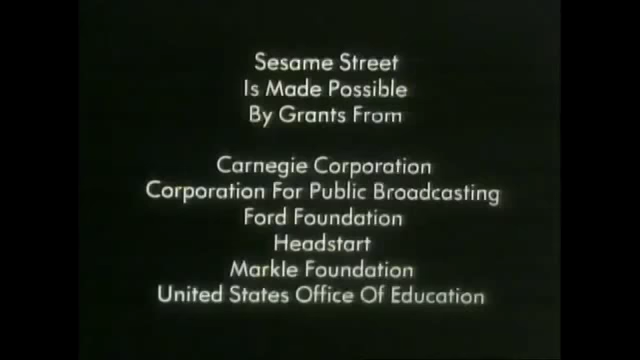 Sesame Street
Is Made Possible
By Grants From
Carnegie Corporation
Corporation For Public Broadcasting
Ford Foundation
Headstart
Markle Foundation
United States Office Of Education